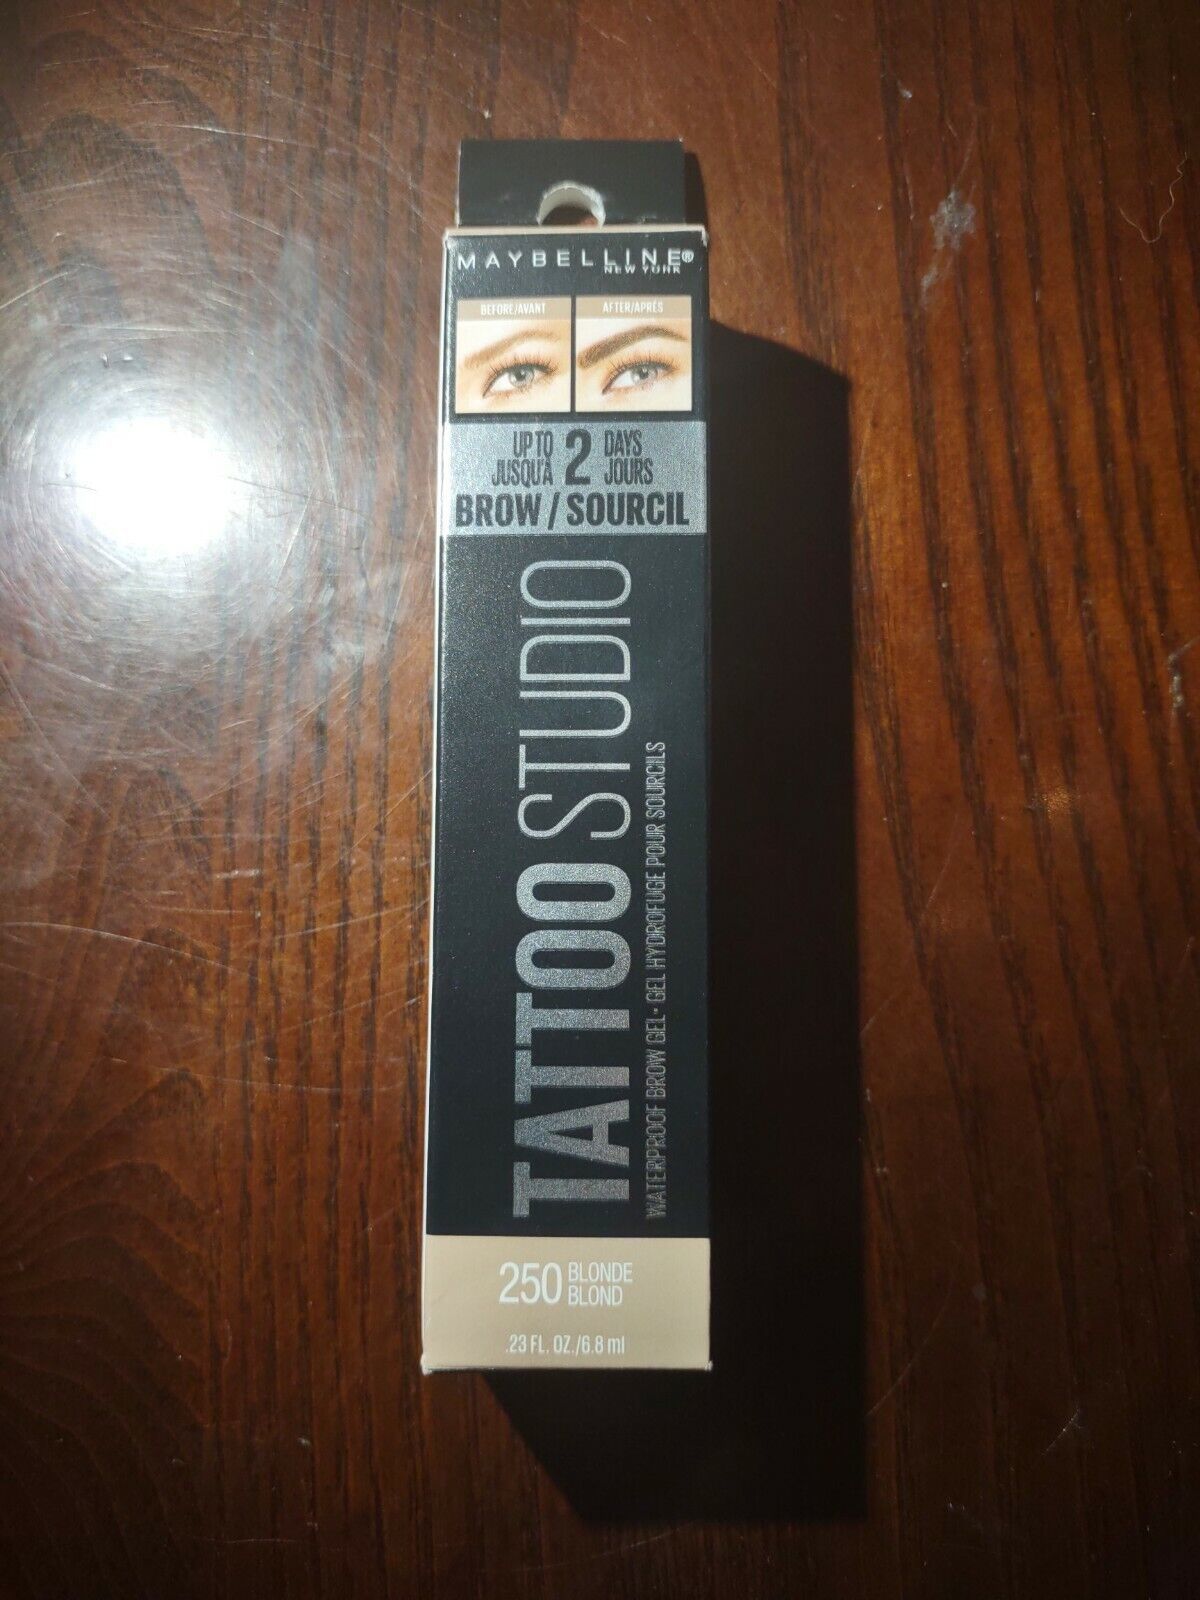 MAYBELLINE®
NEW YORK
BEFORE/AVANT
AFTER/APRÈS
UP TO 2 DAYS
JUSQU'À JOURS
BROW / SOURCIL
TATTOO STUDIO
WATERPROOF BROW GEL • GEL HYDROFUGE POUR SOURCILS
250 BLONDE
BLOND
.23 FL. OZ./6.8 ml